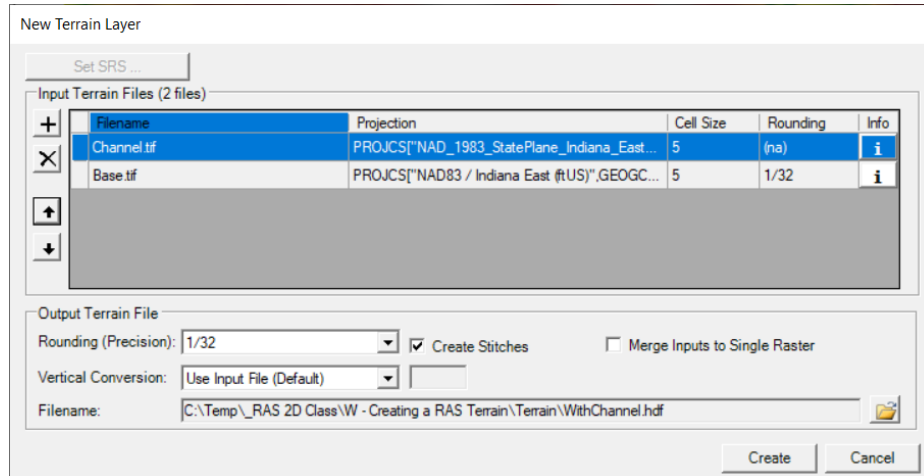 New Terrain Layer
Set SRS ...
Input Terrain Files (2 files)
Filename Projection Cell Size Rounding Info
Channel.tif PROJCS["NAD_1983_StatePlane_Indiana_East... 5 (na) i
Base.tif PROJCS["NAD83 / Indiana East (ftUS)",GEOGC... 5 1/32 i
Output Terrain File
Rounding (Precision): 1/32 Create Stitches Merge Inputs to Single Raster
Vertical Conversion: Use Input File (Default)
Filename: C:\Temp\_RAS 2D Class\W - Creating a RAS Terrain\Terrain\WithChannel.hdf
Create Cancel